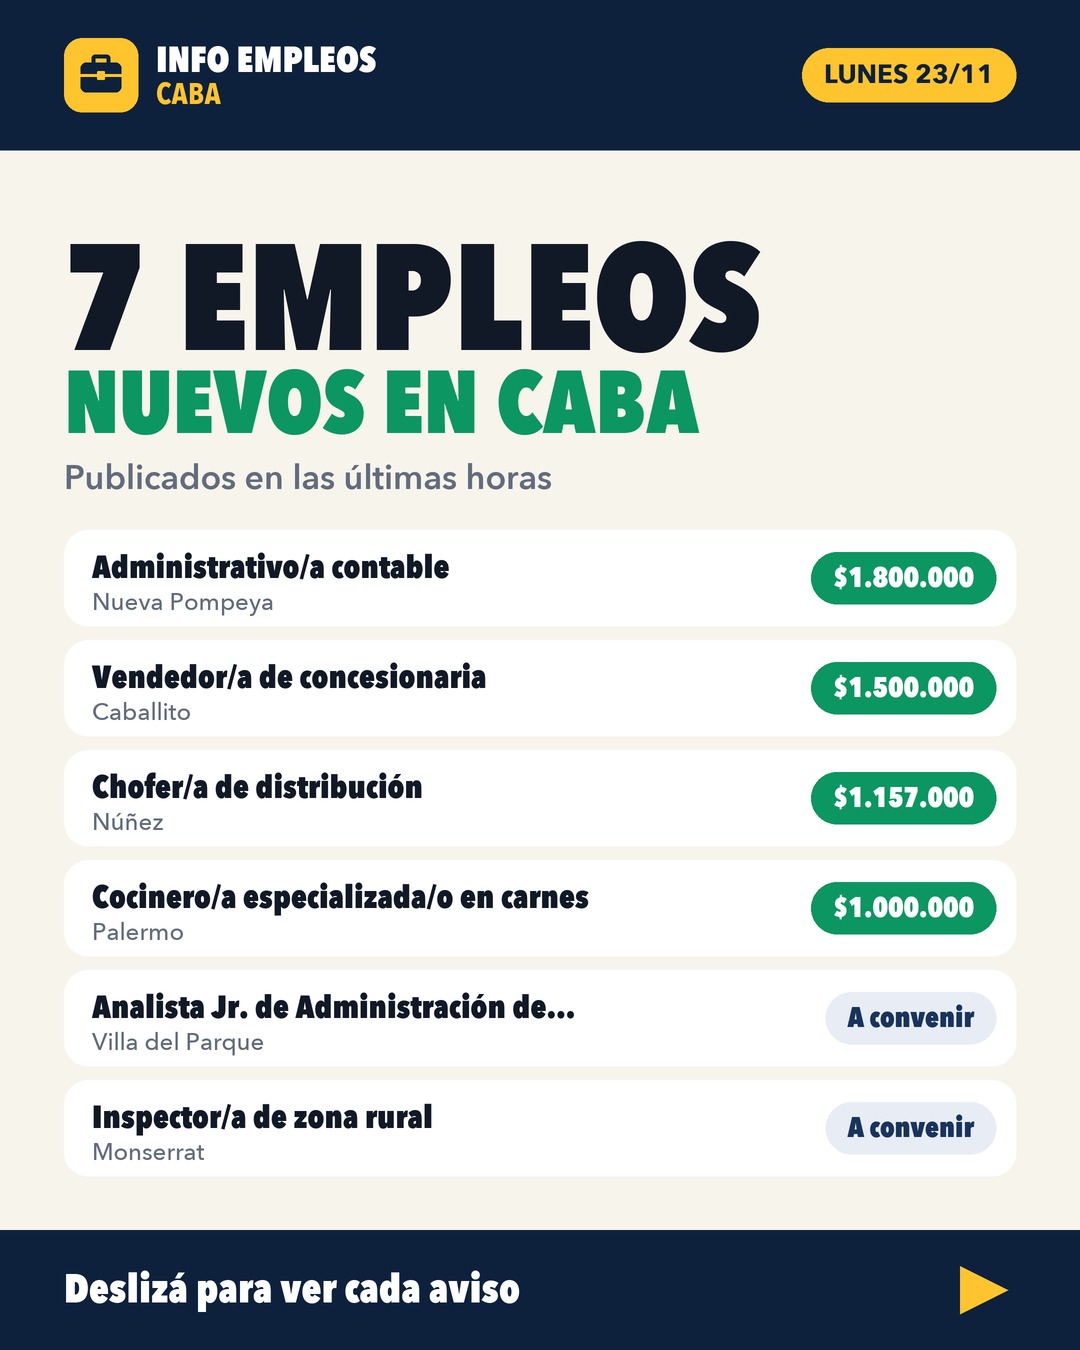 INFO EMPLEOS
CABA
LUNES 23/11
7 EMPLEOS
NUEVOS EN CABA
Publicados en las últimas horas
Administrativo/a contable
Nueva Pompeya
$1.800.000
Vendedor/a de concesionaria
Caballito
$1.500.000
Chofer/a de distribución
Núñez
$1.157.000
Cocinero/a especializada/o en carnes
Palermo
$1.000.000
Analista Jr. de Administración de...
Villa del Parque
A convenir
Inspector/a de zona rural
Monserrat
A convenir
Deslizá para ver cada aviso